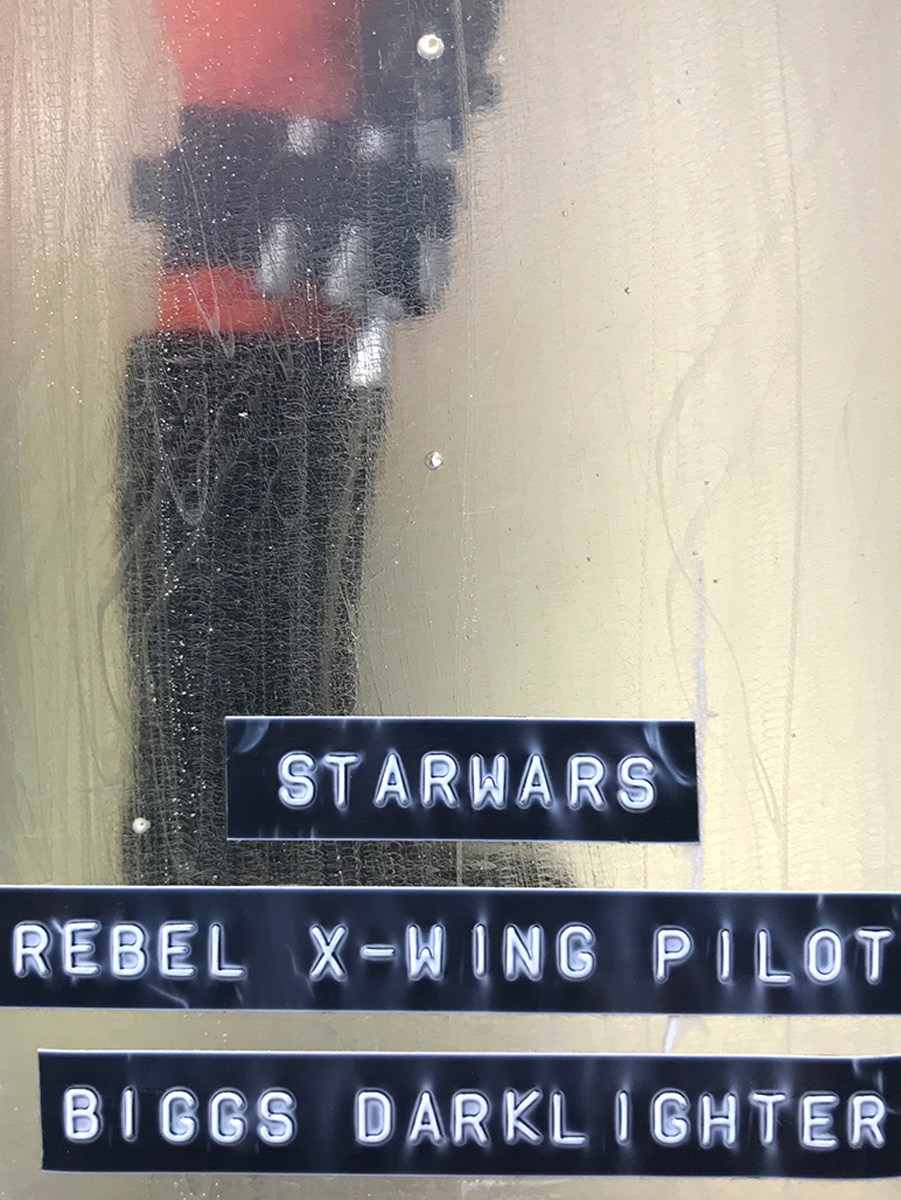 STARWARS
REBEL X-WING PILOT
BIGGS DARKLIGHTER